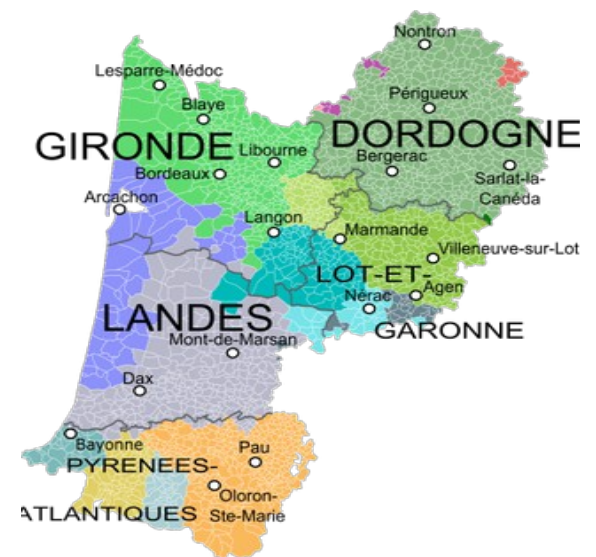 Nontron
Lesparre-Médoc
Périgueux
Blaye
GIRONDE
DORDOGNE
Libourne
Bergerac
Bordeaux
Sarlat-la-
Canéda
Arcachon
Langon
Marmande
Villeneuve-sur-Lot
LOT-ET-
Agen
Nérac
LANDES
GARONNE
Mont-de-Marsan
Dax
Bayonne
Pau
PYRENEES-
Oloron-
Ste-Marie
ATLANTIQUES